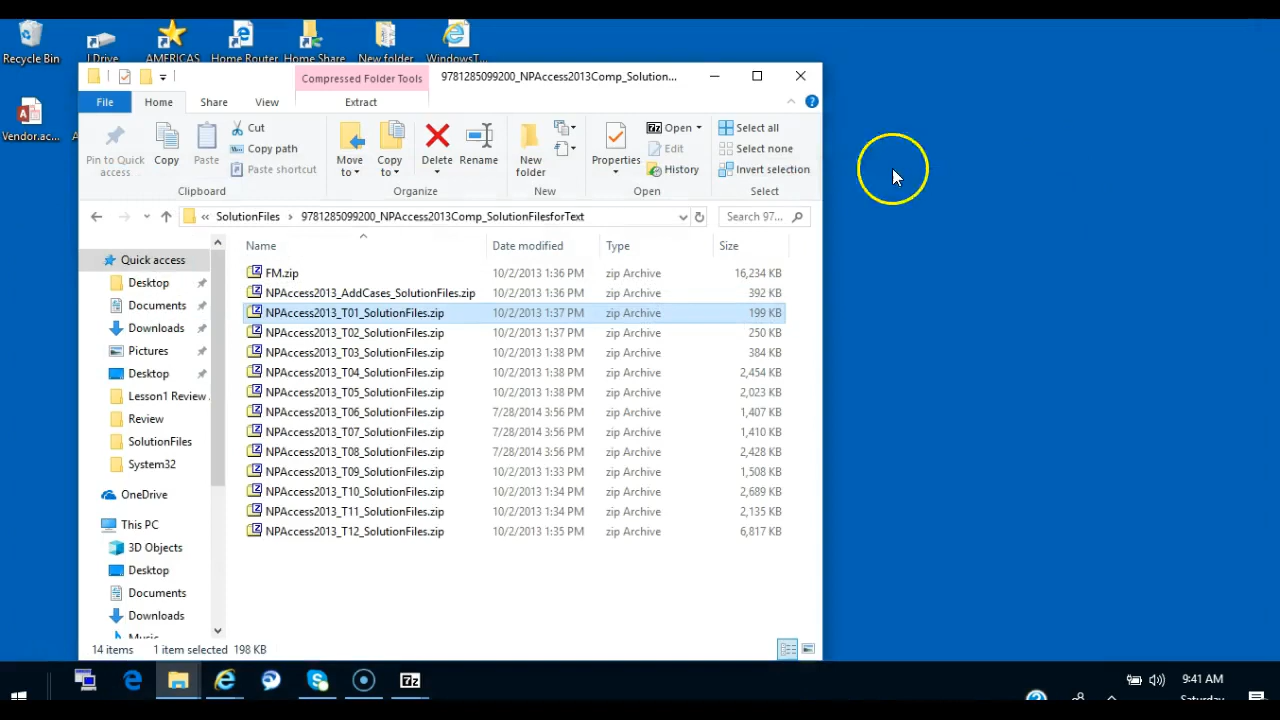 Recycle Bin
I Drive
AMERICAS
Home Router
Home Share
New folder
WindowsT...
Vendor.ac...
Compressed Folder Tools
9781285099200_NPAccess2013Comp_Solution...
File
Home
Share
View
Extract
Pin to Quick access
Copy
Paste
Cut
Copy path
Paste shortcut
Move to
Copy to
Delete
Rename
New folder
Properties
Open
Edit
History
Select all
Select none
Invert selection
Clipboard
Organize
New
Open
Select
« SolutionFiles > 9781285099200_NPAccess2013Comp_SolutionFilesforText
Search 97...
Name Date modified Type Size
FM.zip 10/2/2013 1:36 PM zip Archive 16,234 KB
NPAccess2013_AddCases_SolutionFiles.zip 10/2/2013 1:36 PM zip Archive 392 KB
NPAccess2013_T01_SolutionFiles.zip 10/2/2013 1:37 PM zip Archive 199 KB
NPAccess2013_T02_SolutionFiles.zip 10/2/2013 1:37 PM zip Archive 250 KB
NPAccess2013_T03_SolutionFiles.zip 10/2/2013 1:38 PM zip Archive 384 KB
NPAccess2013_T04_SolutionFiles.zip 10/2/2013 1:38 PM zip Archive 2,454 KB
NPAccess2013_T05_SolutionFiles.zip 10/2/2013 1:38 PM zip Archive 2,023 KB
NPAccess2013_T06_SolutionFiles.zip 7/28/2014 3:56 PM zip Archive 1,407 KB
NPAccess2013_T07_SolutionFiles.zip 7/28/2014 3:56 PM zip Archive 1,410 KB
NPAccess2013_T08_SolutionFiles.zip 7/28/2014 3:56 PM zip Archive 2,428 KB
NPAccess2013_T09_SolutionFiles.zip 10/2/2013 1:33 PM zip Archive 1,508 KB
NPAccess2013_T10_SolutionFiles.zip 10/2/2013 1:34 PM zip Archive 2,689 KB
NPAccess2013_T11_SolutionFiles.zip 10/2/2013 1:34 PM zip Archive 2,135 KB
NPAccess2013_T12_SolutionFiles.zip 10/2/2013 1:35 PM zip Archive 6,817 KB
Quick access
Desktop
Documents
Downloads
Pictures
Desktop
Lesson1 Review
Review
SolutionFiles
System32
OneDrive
This PC
3D Objects
Desktop
Documents
Downloads
Music
14 items 1 item selected 198 KB
7z
9:41 AM
Saturday